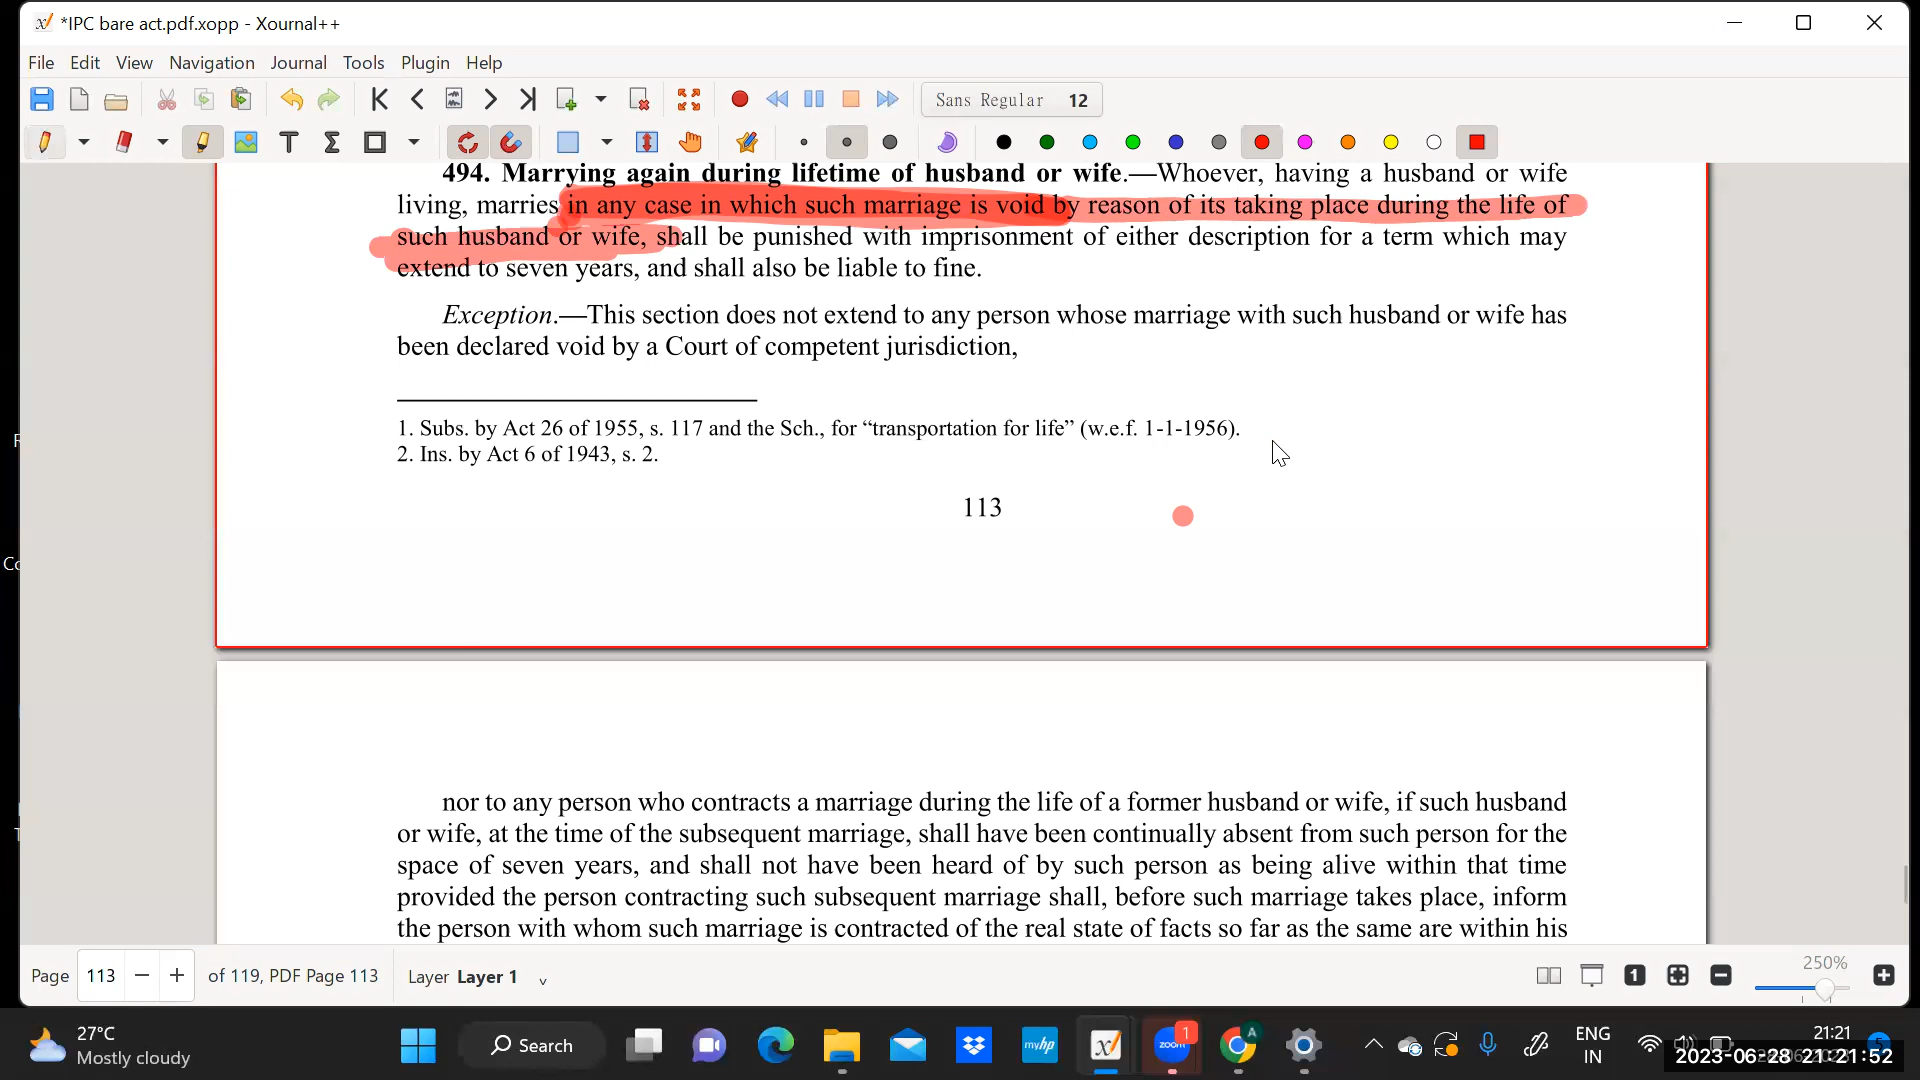 *IPC bare act.pdf.xopp - Xournal++
File Edit View Navigation Journal Tools Plugin Help
Sans Regular 12
494. Marrying again during lifetime of husband or wife.—Whoever, having a husband or wife
living, marries in any case in which such marriage is void by reason of its taking place during the life of
such husband or wife, shall be punished with imprisonment of either description for a term which may
extend to seven years, and shall also be liable to fine.
Exception.—This section does not extend to any person whose marriage with such husband or wife has
been declared void by a Court of competent jurisdiction,
1. Subs. by Act 26 of 1955, s. 117 and the Sch., for “transportation for life” (w.e.f. 1-1-1956).
2. Ins. by Act 6 of 1943, s. 2.
113
nor to any person who contracts a marriage during the life of a former husband or wife, if such husband
or wife, at the time of the subsequent marriage, shall have been continually absent from such person for the
space of seven years, and shall not have been heard of by such person as being alive within that time
provided the person contracting such subsequent marriage shall, before such marriage takes place, inform
the person with whom such marriage is contracted of the real state of facts so far as the same are within his
Page 113 of 119, PDF Page 113 Layer Layer 1
250%
27°C
Mostly cloudy
Search
myhp
zoom
1
A
ENG
IN
21:21
2023-06-28 21:21:52